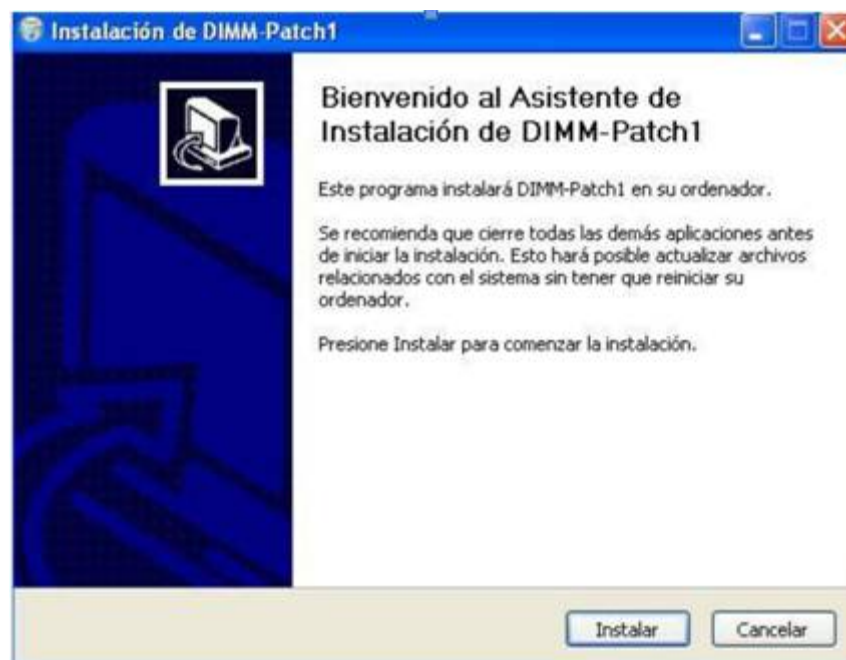 Instalación de DIMM-Patch1
Bienvenido al Asistente de
Instalación de DIMM-Patch1
Este programa instalará DIMM-Patch1 en su ordenador.
Se recomienda que cierre todas las demás aplicaciones antes
de iniciar la instalación. Esto hará posible actualizar archivos
relacionados con el sistema sin tener que reiniciar su
ordenador.
Presione Instalar para comenzar la instalación.
Instalar
Cancelar